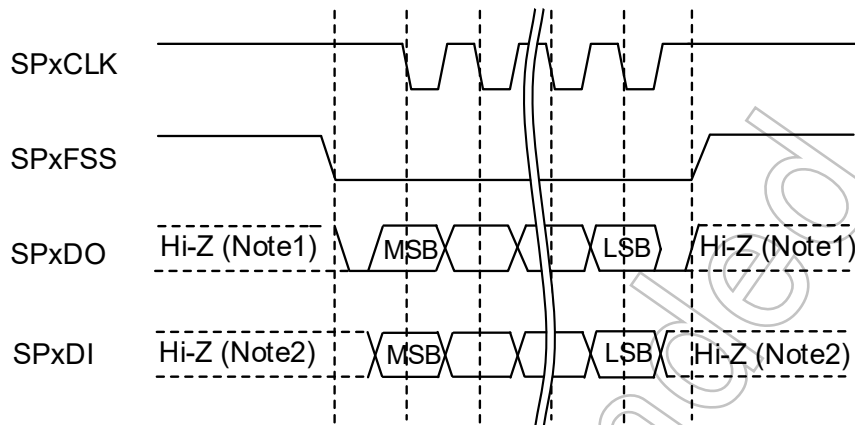 SPxCLK
SPxFSS
SPxDO Hi-Z (Note1) MSB LSB Hi-Z (Note1)
SPxDI Hi-Z (Note2) MSB LSB Hi-Z (Note2)